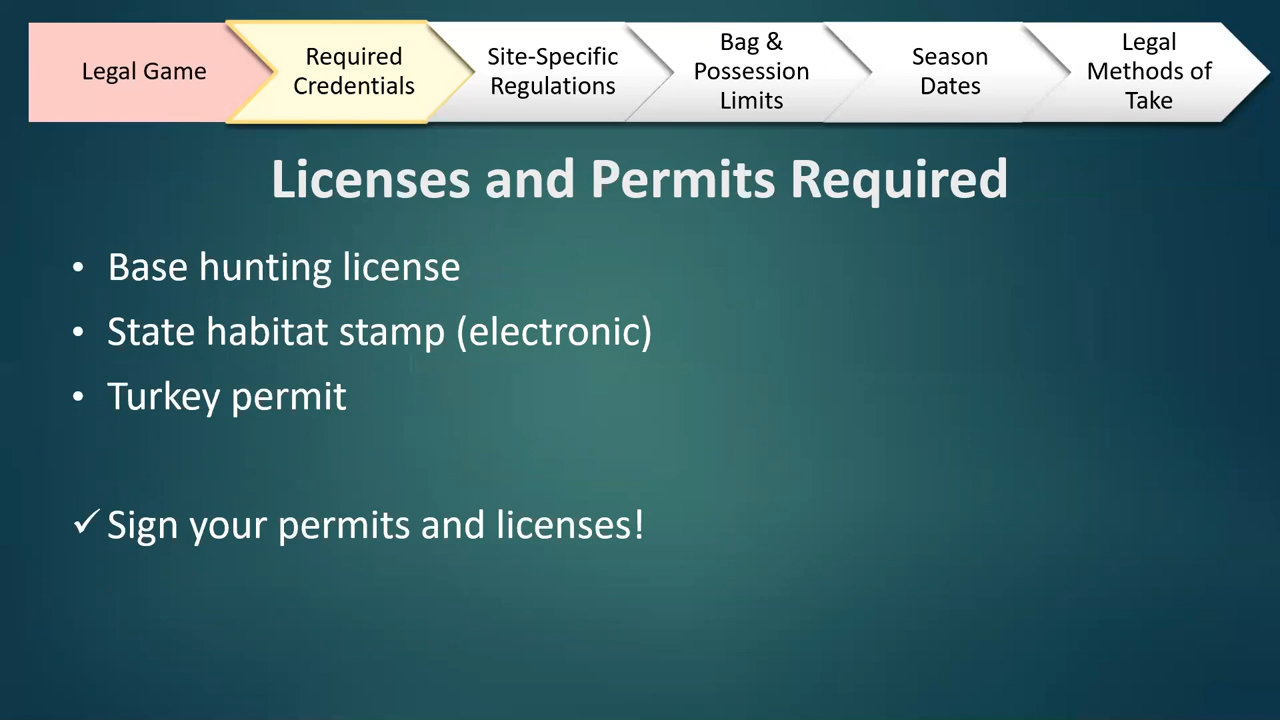 Legal Game
Required
Credentials
Site-Specific
Regulations
Bag &
Possession
Limits
Season
Dates
Legal
Methods of
Take
Licenses and Permits Required
• Base hunting license
• State habitat stamp (electronic)
• Turkey permit
✓ Sign your permits and licenses!